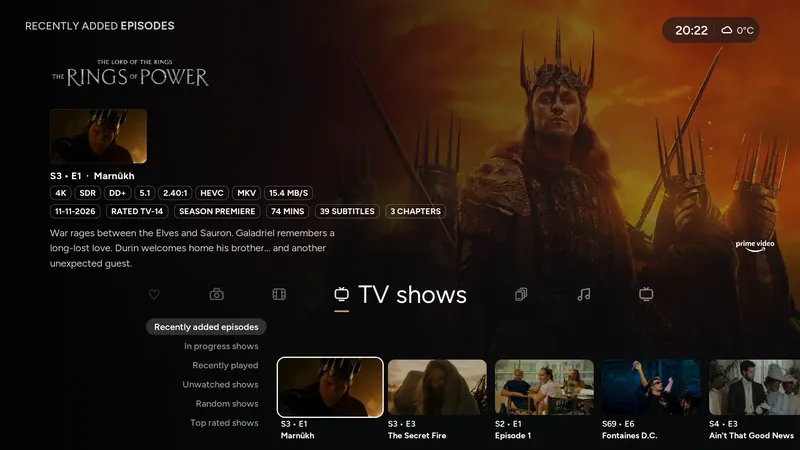 RECENTLY ADDED EPISODES
20:22
0°C
THE LORD OF THE RINGS
THE RINGS OF POWER
S3 • E1 · Marnûkh
4K SDR DD+ 5.1 2.40:1 HEVC MKV 15.4 MB/S
11-11-2026 RATED TV-14 SEASON PREMIERE 74 MINS 39 SUBTITLES 3 CHAPTERS
War rages between the Elves and Sauron. Galadriel remembers a
long-lost love. Durin welcomes home his brother... and another
unexpected guest.
prime video
TV shows
Recently added episodes
In progress shows
Recently played
Unwatched shows
Random shows
Top rated shows
S3 • E1
Marnûkh
S3 • E3
The Secret Fire
S2 • E1
Episode 1
S69 • E6
Fontaines D.C.
S4 • E3
Ain't That Good News